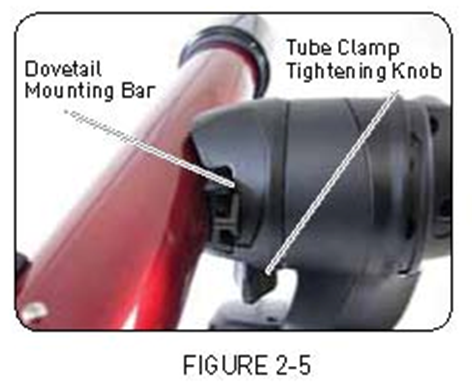 Dovetail
Mounting Bar
Tube Clamp
Tightening Knob
FIGURE 2-5